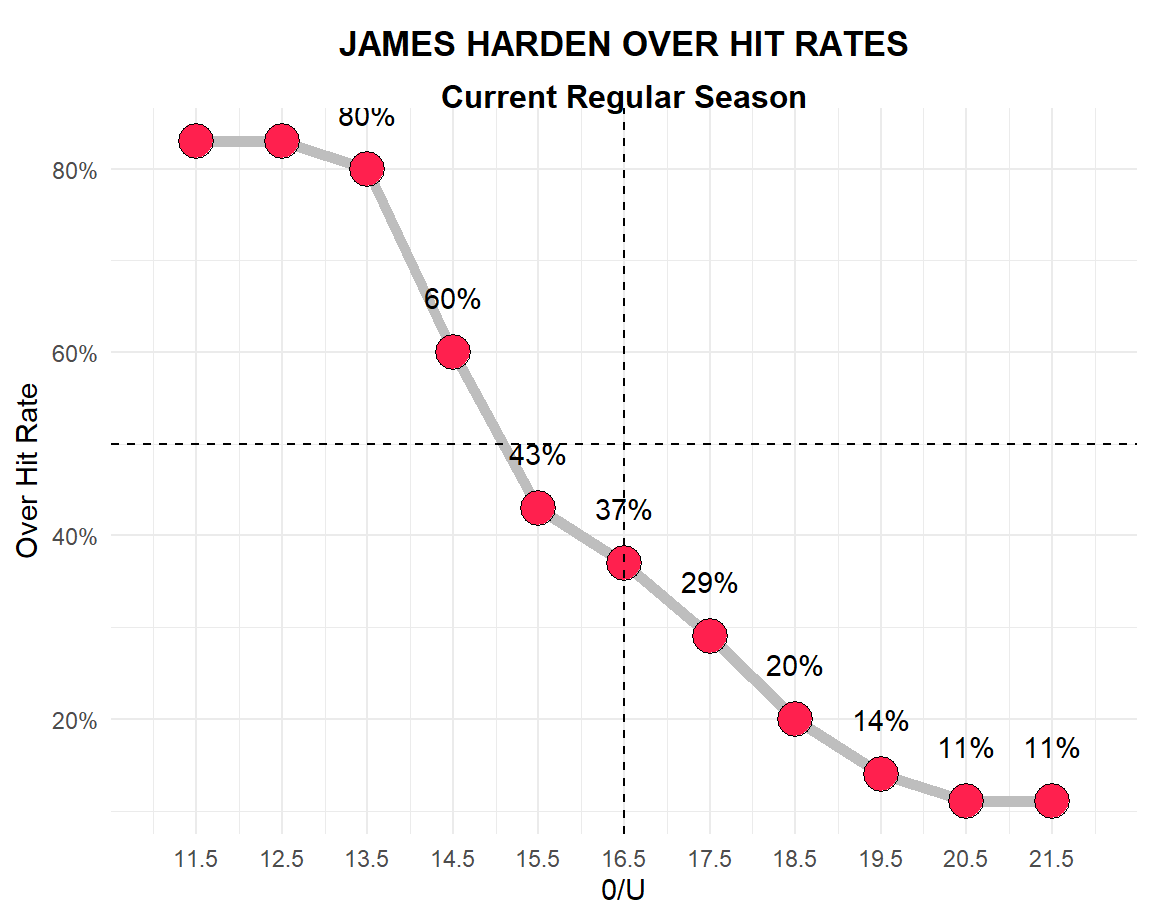 JAMES HARDEN OVER HIT RATES
Current Regular Season
80%
60%
43%
37%
29%
20%
14%
11%
11%
80%
60%
40%
20%
Over Hit Rate
11.5 12.5 13.5 14.5 15.5 16.5 17.5 18.5 19.5 20.5 21.5
0/U